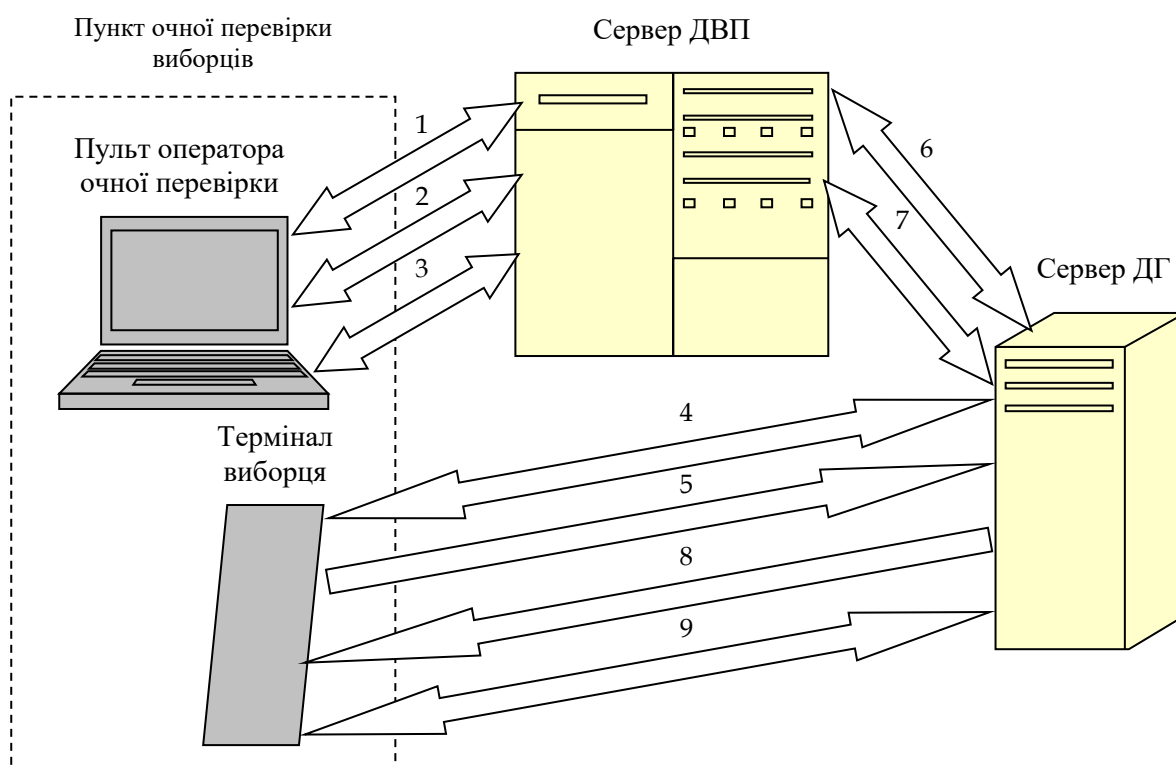 Пункт очної перевірки
виборців
Сервер ДВП
Пульт оператора
очної перевірки
1
2
3
6
7
Сервер ДГ
Термінал
виборця
4
5
8
9